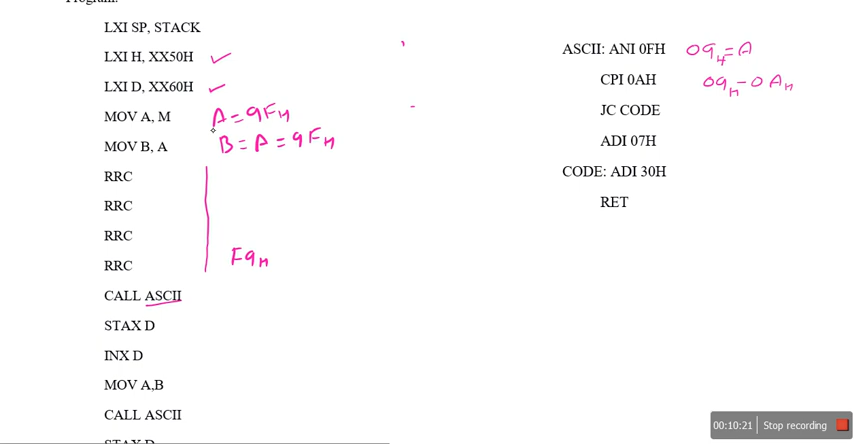 LXI SP, STACK
LXI H, XX50H
LXI D, XX60H
MOV A, M A = 9FH
MOV B, A B = A = 9FH
RRC
RRC
RRC
RRC F9H
CALL ASCII
STAX D
INX D
MOV A,B
CALL ASCII
ASCII: ANI 0FH 09H = A
CPI 0AH 09H - 0AH
JC CODE
ADI 07H
CODE: ADI 30H
RET
00:10:21 Stop recording